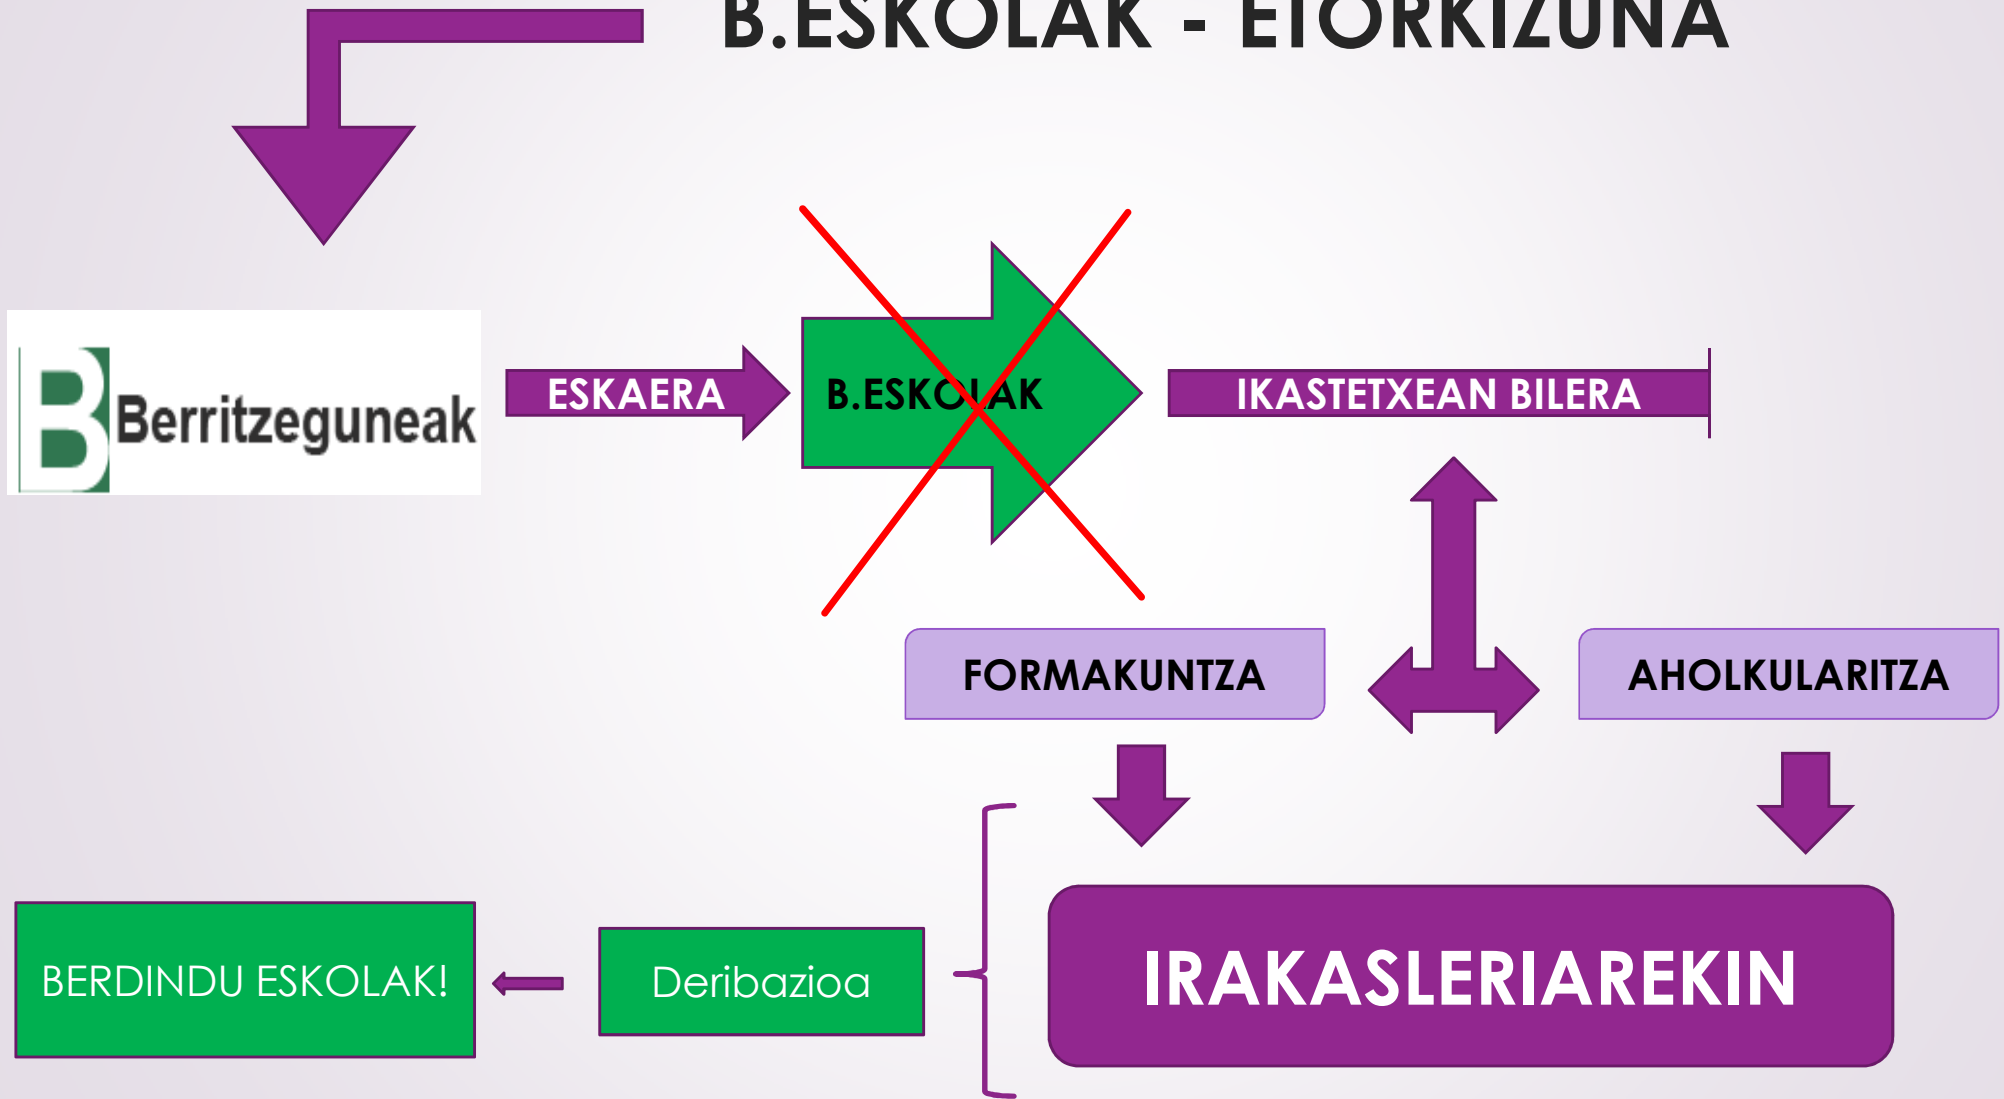 B.ESKOLAK - ETORKIZUNA
Berritzeguneak
ESKAERA
B.ESKOLAK
IKASTETXEAN BILERA
FORMAKUNTZA
AHOLKULARITZA
IRAKASLERIAREKIN
Deribazioa
BERDINDU ESKOLAK!